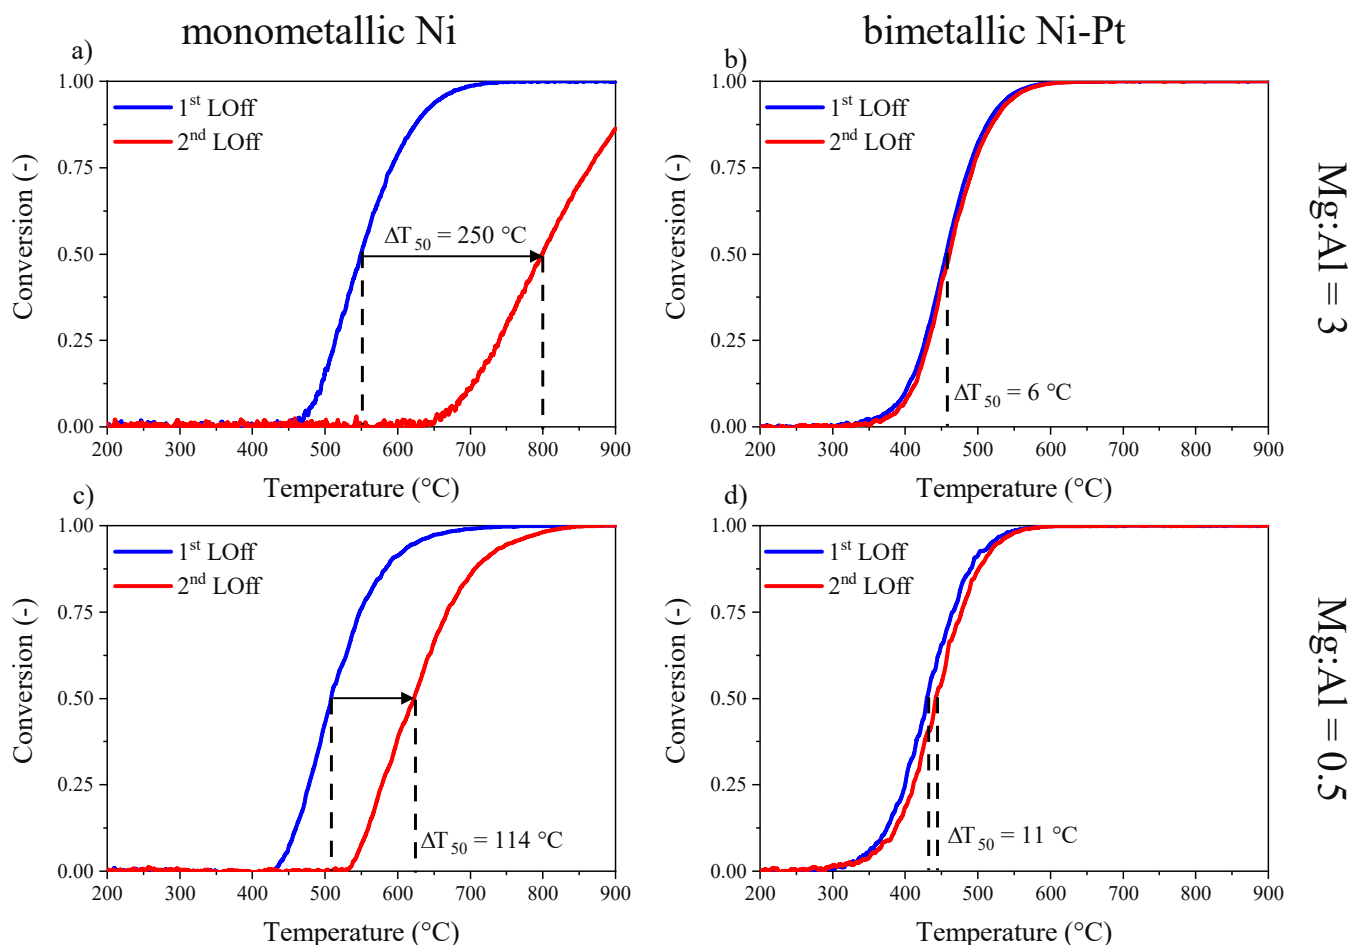 monometallic Ni
bimetallic Ni-Pt
a)
1st LOff
2nd LOff
ΔT50 = 250 °C
1.00
0.75
0.50
0.25
0.00
Conversion (-)
200 300 400 500 600 700 800 900
Temperature (°C)
b)
1st LOff
2nd LOff
ΔT50 = 6 °C
1.00
0.75
0.50
0.25
0.00
Conversion (-)
200 300 400 500 600 700 800 900
Temperature (°C)
Mg:Al = 3
c)
1st LOff
2nd LOff
ΔT50 = 114 °C
1.00
0.75
0.50
0.25
0.00
Conversion (-)
200 300 400 500 600 700 800 900
Temperature (°C)
d)
1st LOff
2nd LOff
ΔT50 = 11 °C
1.00
0.75
0.50
0.25
0.00
Conversion (-)
200 300 400 500 600 700 800 900
Temperature (°C)
Mg:Al = 0.5